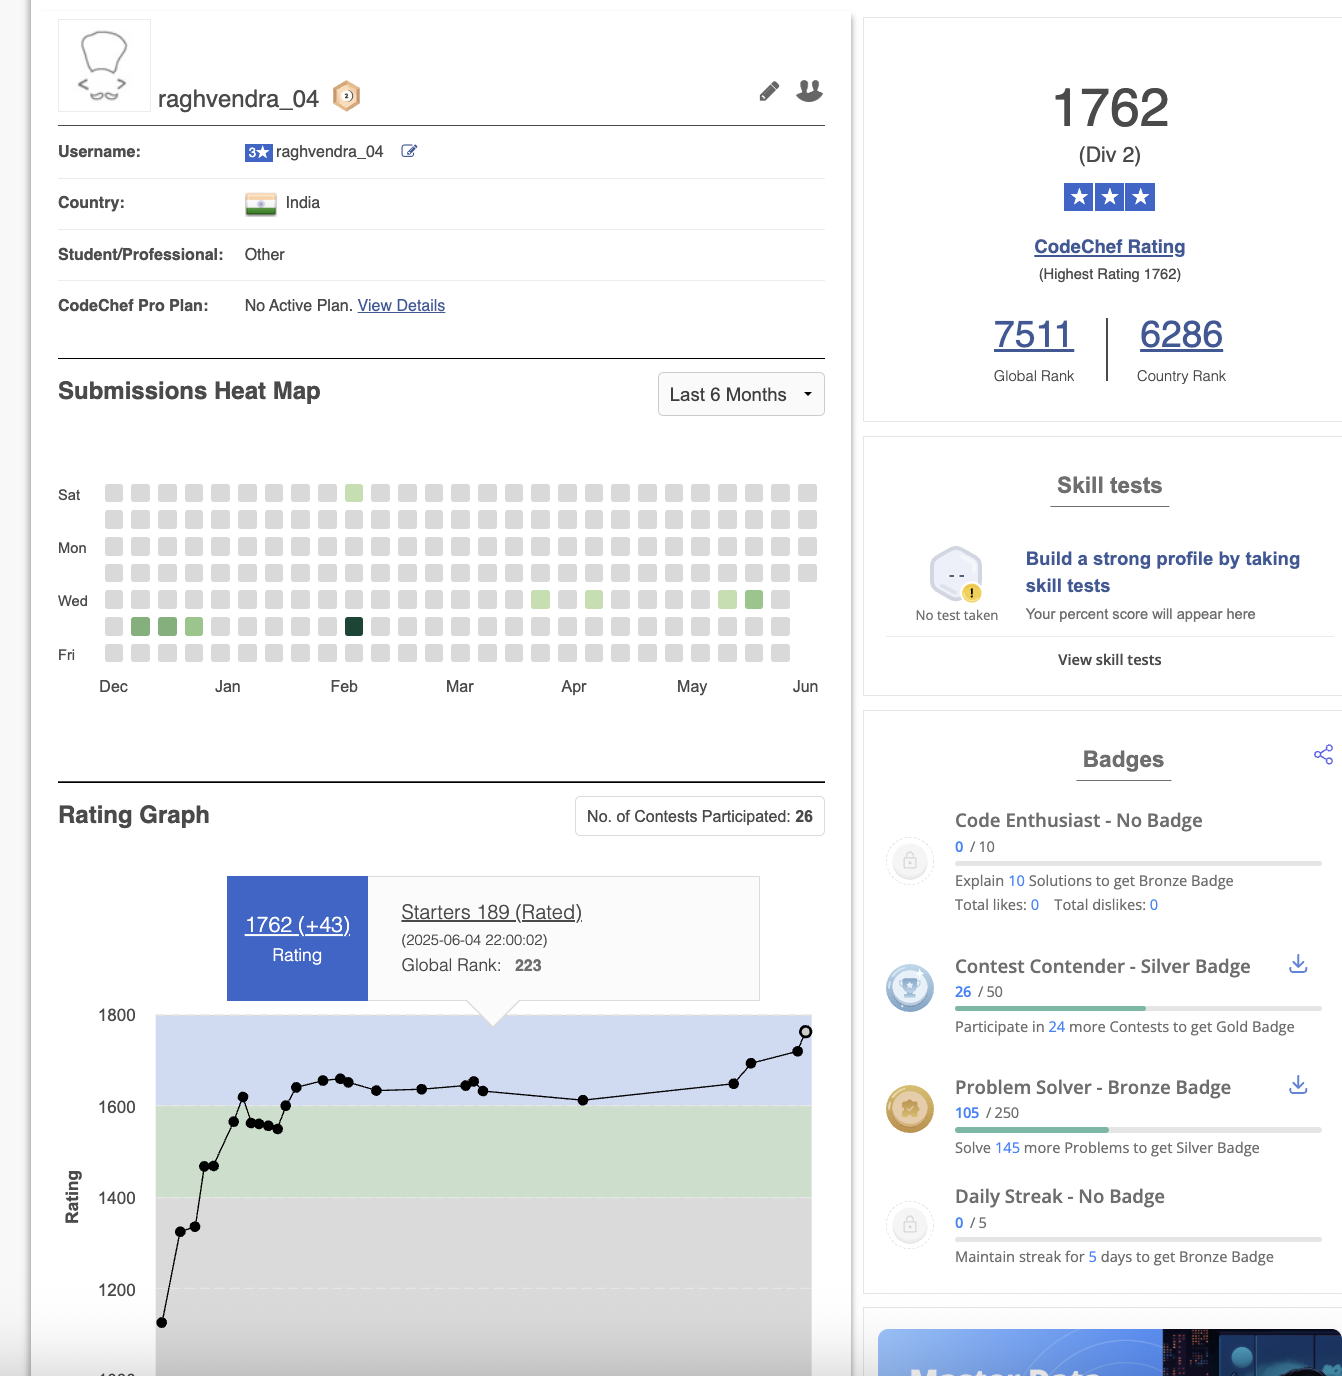 raghvendra_04
Username: 3★ raghvendra_04
Country: India
Student/Professional: Other
CodeChef Pro Plan: No Active Plan. View Details
Submissions Heat Map
Last 6 Months
Sat
Mon
Wed
Fri
Dec Jan Feb Mar Apr May Jun
Rating Graph
No. of Contests Participated: 26
1762 (+43)
Rating
Starters 189 (Rated)
(2025-06-04 22:00:02)
Global Rank: 223
1800
1600
1400
1200
Rating
1762
(Div 2)
★ ★ ★
CodeChef Rating
(Highest Rating 1762)
7511 6286
Global Rank Country Rank
Skill tests
- -
!
No test taken
Build a strong profile by taking
skill tests
Your percent score will appear here
View skill tests
Badges
Code Enthusiast - No Badge
0 / 10
Explain 10 Solutions to get Bronze Badge
Total likes: 0 Total dislikes: 0
Contest Contender - Silver Badge
26 / 50
Participate in 24 more Contests to get Gold Badge
Problem Solver - Bronze Badge
105 / 250
Solve 145 more Problems to get Silver Badge
Daily Streak - No Badge
0 / 5
Maintain streak for 5 days to get Bronze Badge
Master Data